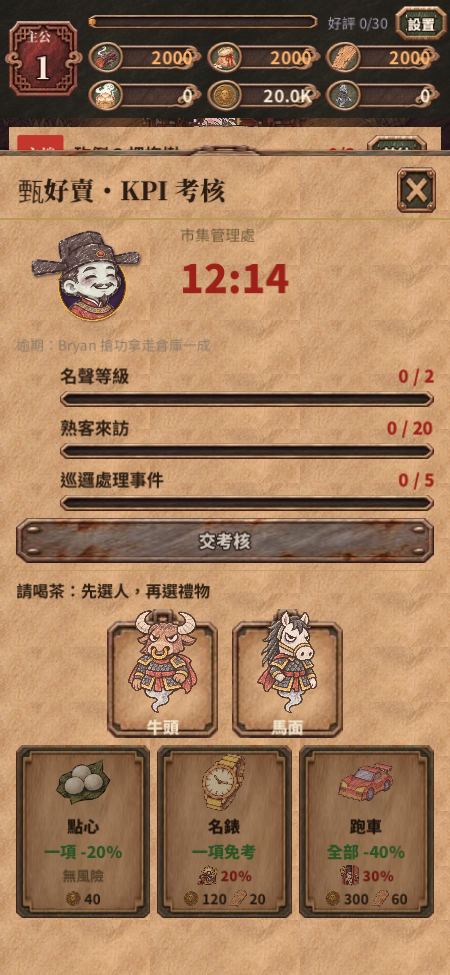 主公
1
好評 0/30
設置
2000
2000
2000
0
20.0K
0
甄好賣・KPI 考核
市集管理處
12:14
逾期：Bryan 搶功拿走倉庫一成
名聲等級
0 / 2
熟客來訪
0 / 20
巡邏處理事件
0 / 5
交考核
請喝茶：先選人，再選禮物
牛頭
馬面
點心
一項 -20%
無風險
40
名錶
一項免考
20%
120 20
跑車
全部 -40%
30%
300 60